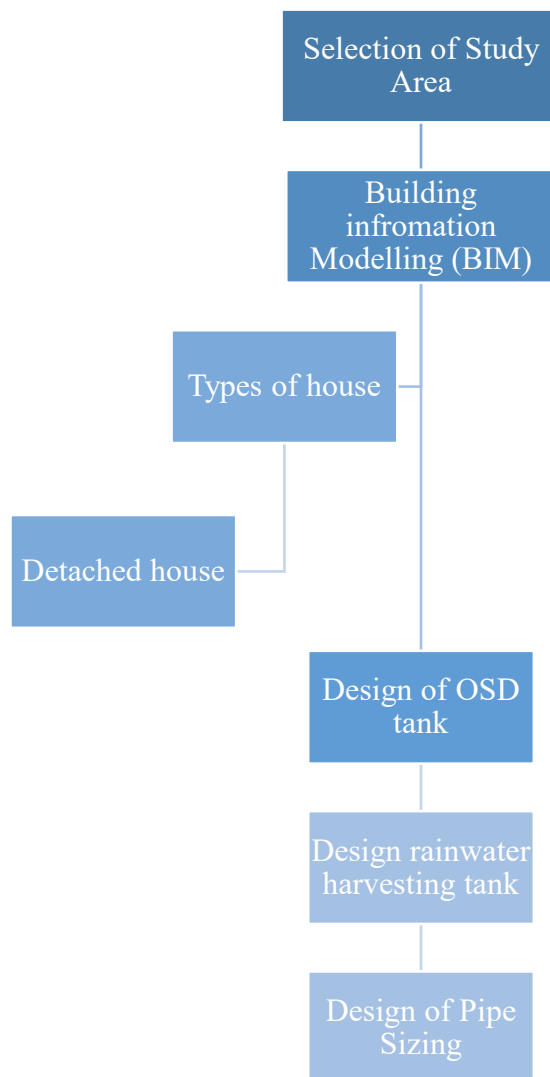 Selection of Study
Area
Building
infromation
Modelling (BIM)
Types of house
Detached house
Design of OSD
tank
Design rainwater
harvesting tank
Design of Pipe
Sizing